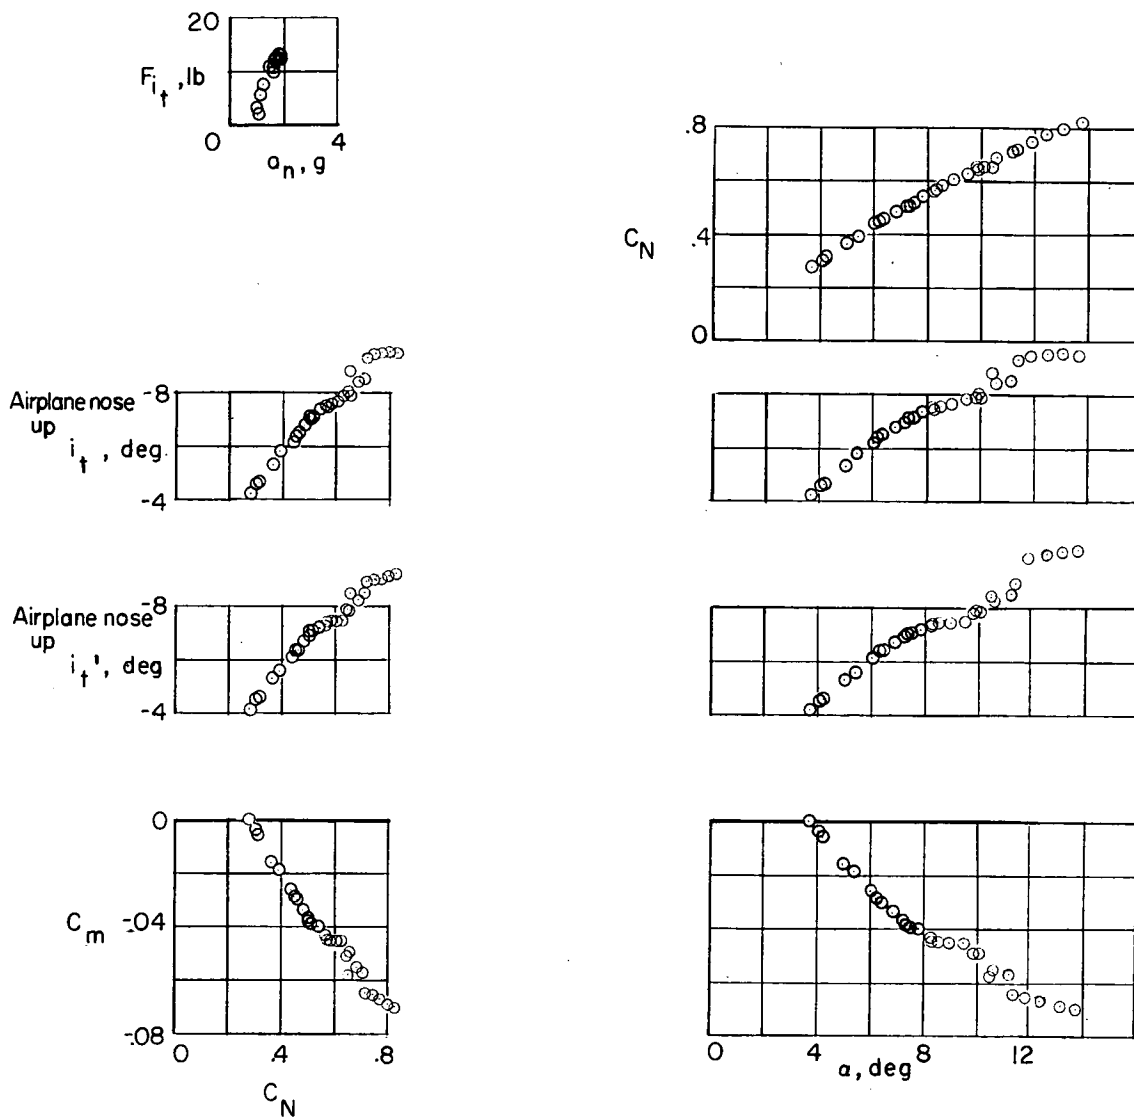 20
F_{i_t}, lb
0
4
a_n, g
.8
C_N
.4
0
Airplane nose
up
i_t, deg.
-8
-4
Airplane nose
up
i_t', deg
-8
-4
C_m
0
-.04
-.08
0
.4
.8
C_N
0
4
8
12
α, deg